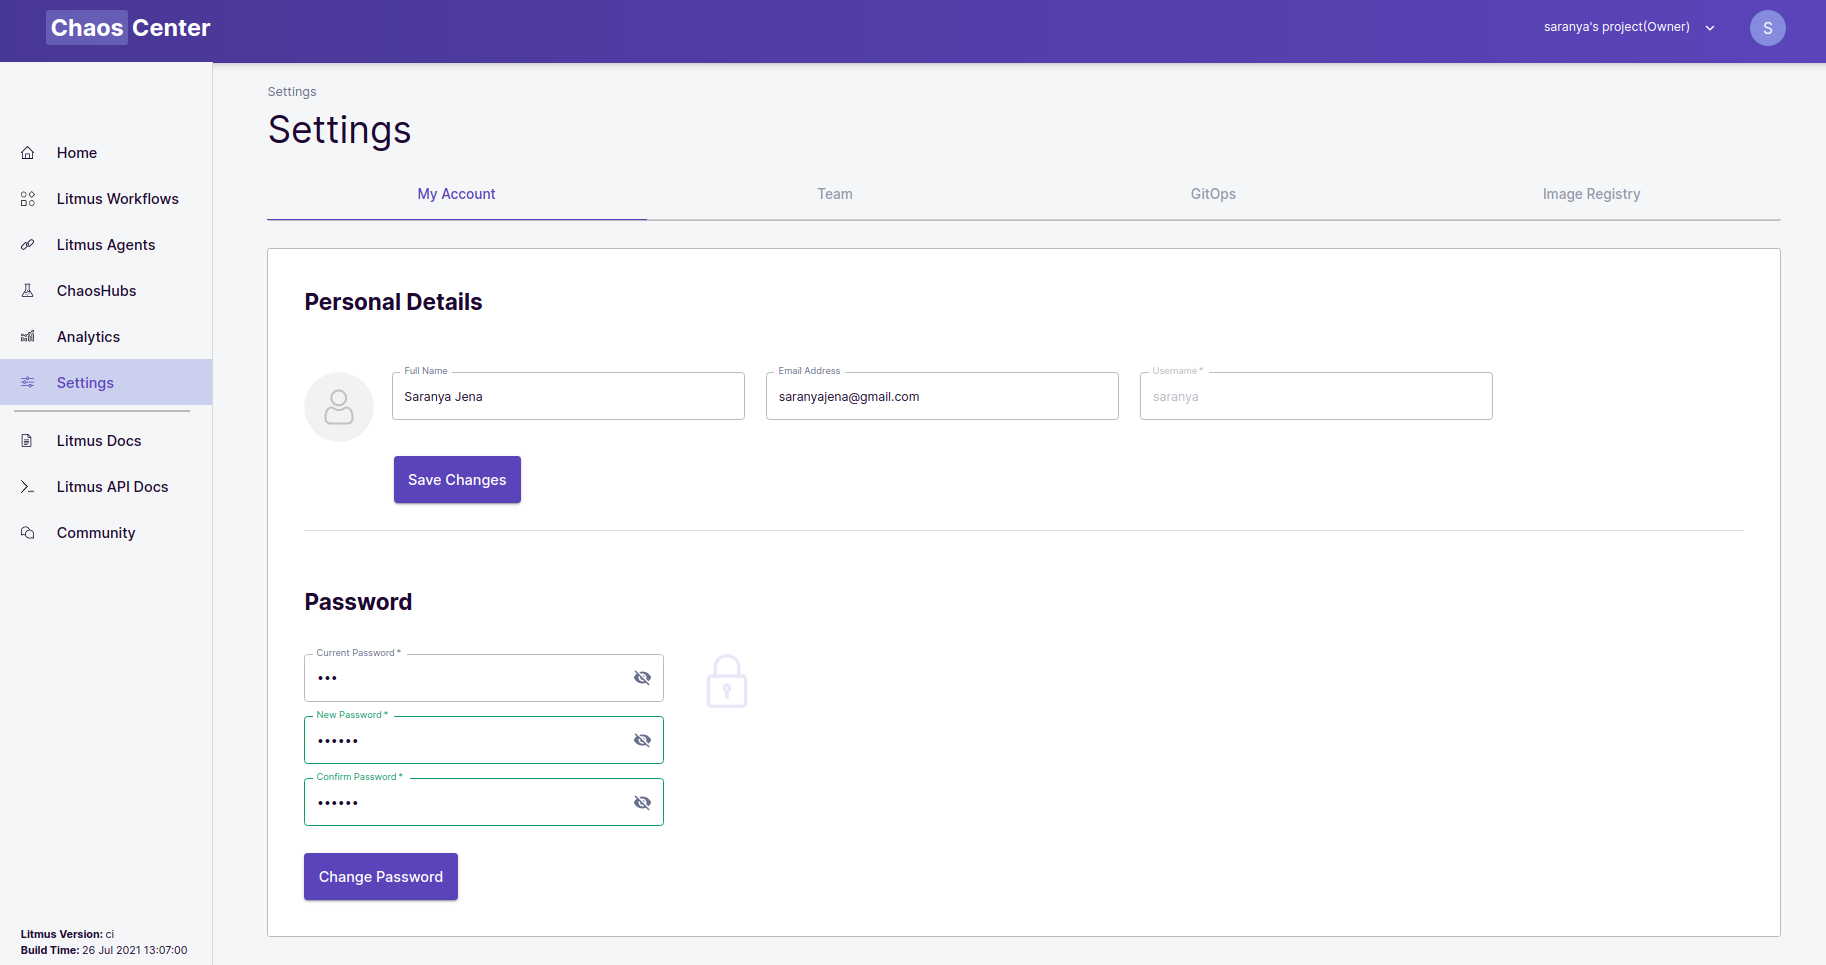 Chaos Center
saranya's project(Owner)
S
Home
Litmus Workflows
Litmus Agents
ChaosHubs
Analytics
Settings
Litmus Docs
Litmus API Docs
Community
Litmus Version: ci
Build Time: 26 Jul 2021 13:07:00
Settings
Settings
My Account Team GitOps Image Registry
Personal Details
Full Name
Saranya Jena
Email Address
saranyajena@gmail.com
Username *
saranya
Save Changes
Password
Current Password *
•••
New Password *
••••••
Confirm Password *
••••••
Change Password